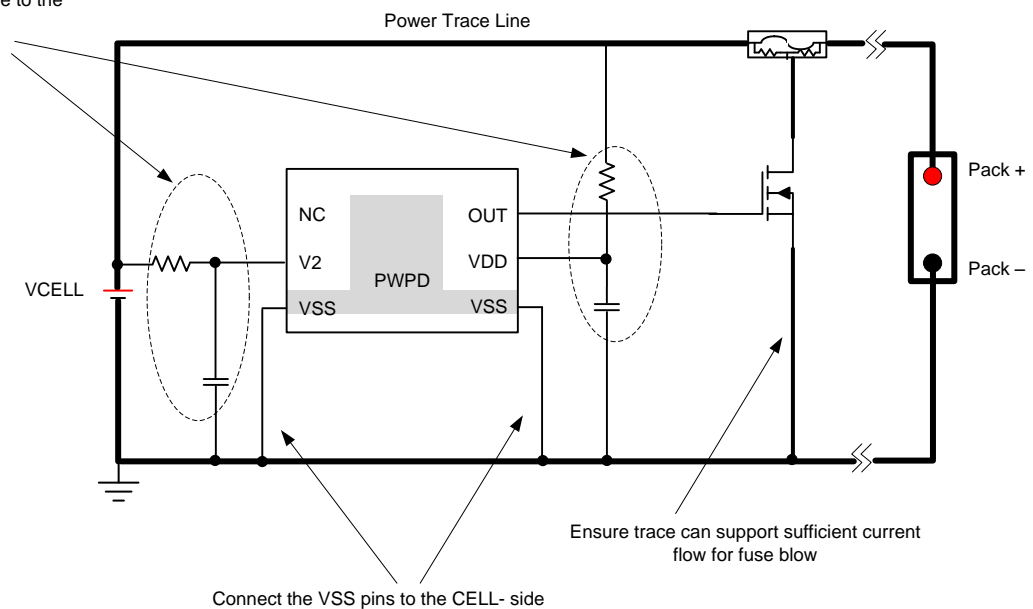 e to the
Power Trace Line
Pack +
NC
OUT
V2
VDD
PWPD
VCELL
VSS
VSS
Pack –
Ensure trace can support sufficient current
flow for fuse blow
Connect the VSS pins to the CELL- side